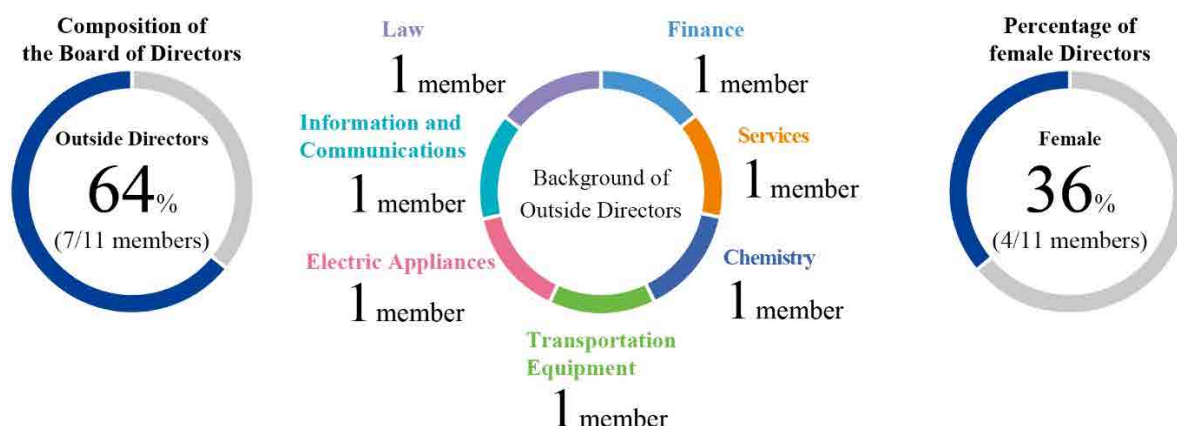 Composition of
the Board of Directors
Outside Directors
64%
(7/11 members)
Law
1 member
Information and
Communications
1 member
Electric Appliances
1 member
Background of
Outside Directors
Finance
1 member
Services
1 member
Chemistry
1 member
Transportation
Equipment
1 member
Percentage of
female Directors
Female
36%
(4/11 members)